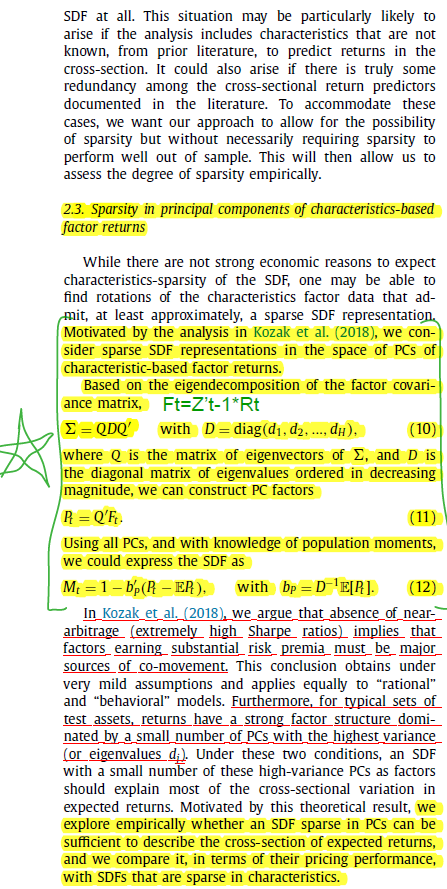 SDF at all. This situation may be particularly likely to
arise if the analysis includes characteristics that are not
known, from prior literature, to predict returns in the
cross-section. It could also arise if there is truly some
redundancy among the cross-sectional return predictors
documented in the literature. To accommodate these
cases, we want our approach to allow for the possibility
of sparsity but without necessarily requiring sparsity to
perform well out of sample. This will then allow us to
assess the degree of sparsity empirically.
2.3. Sparsity in principal components of characteristics-based
factor returns
While there are not strong economic reasons to expect
characteristics-sparsity of the SDF, one may be able to
find rotations of the characteristics factor data that ad-
mit, at least approximately, a sparse SDF representation.
Motivated by the analysis in Kozak et al. (2018), we con-
sider sparse SDF representations in the space of PCs of
characteristic-based factor returns.
Based on the eigendecomposition of the factor covari-
ance matrix, Ft=Z't-1*Rt
Σ = QDQ′ with D = diag(d₁, d₂, ..., d_H), (10)
where Q is the matrix of eigenvectors of Σ, and D is
the diagonal matrix of eigenvalues ordered in decreasing
magnitude, we can construct PC factors
P_t = Q′F_t. (11)
Using all PCs, and with knowledge of population moments,
we could express the SDF as
M_t = 1 − b′_P(P_t − 𝔼P_t), with b_P = D⁻¹𝔼[P_t]. (12)
In Kozak et al. (2018), we argue that absence of near-
arbitrage (extremely high Sharpe ratios) implies that
factors earning substantial risk premia must be major
sources of co-movement. This conclusion obtains under
very mild assumptions and applies equally to “rational”
and “behavioral” models. Furthermore, for typical sets of
test assets, returns have a strong factor structure domi-
nated by a small number of PCs with the highest variance
(or eigenvalues d_j). Under these two conditions, an SDF
with a small number of these high-variance PCs as factors
should explain most of the cross-sectional variation in
expected returns. Motivated by this theoretical result, we
explore empirically whether an SDF sparse in PCs can be
sufficient to describe the cross-section of expected returns,
and we compare it, in terms of their pricing performance,
with SDFs that are sparse in characteristics.